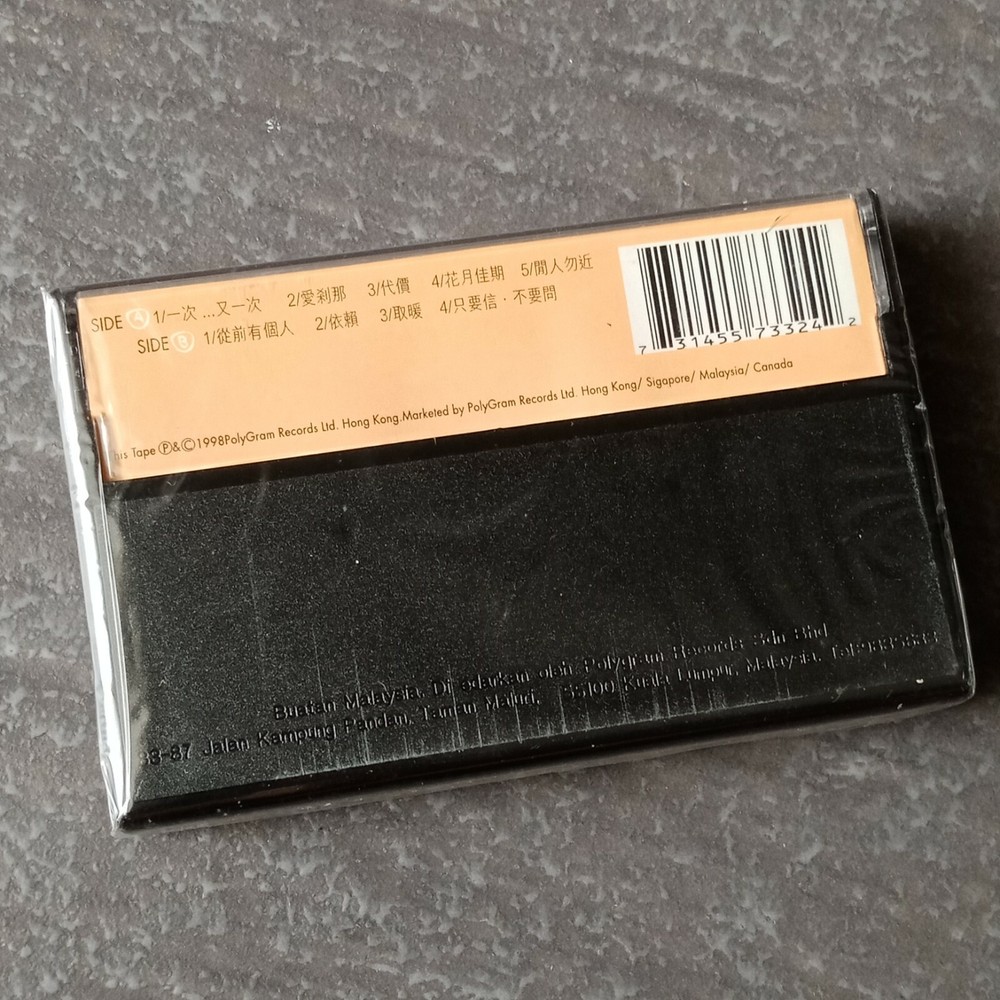 SIDE A 1/一次 ...又一次 2/愛剎那 3/代價 4/花月佳期 5/閒人勿近
SIDE B 1/從前有個人 2/依賴 3/取暖 4/只要信．不要問
7 31455 73324 2
his Tape Ⓟ&Ⓒ1998PolyGram Records Ltd. Hong Kong.Marketed by PolyGram Records Ltd. Hong Kong/ Sigapore/ Malaysia/ Canada
Buatan Malaysia. Di edarkan oleh Polygram Records Sdn Bhd
-87 Jalan Kampung Pandan, Taman Maluri, 55100 Kuala Lumpur, Malaysia. Tel: